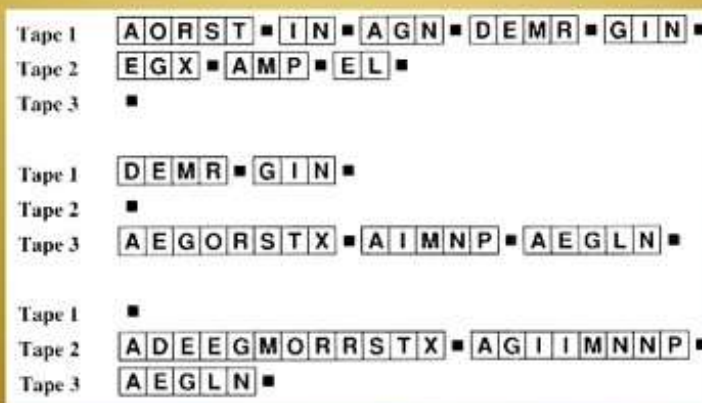 Tape 1 AORST ■ IN ■ AGN ■ DEMR ■ GIN ■
Tape 2 EGX ■ AMP ■ EL ■
Tape 3 ■
Tape 1 DEMR ■ GIN ■
Tape 2 ■
Tape 3 AEGORSTX ■ AIMNP ■ AEGLN ■
Tape 1 ■
Tape 2 ADEEGMORRSTX ■ AGIIMNNP ■
Tape 3 AEGLN ■